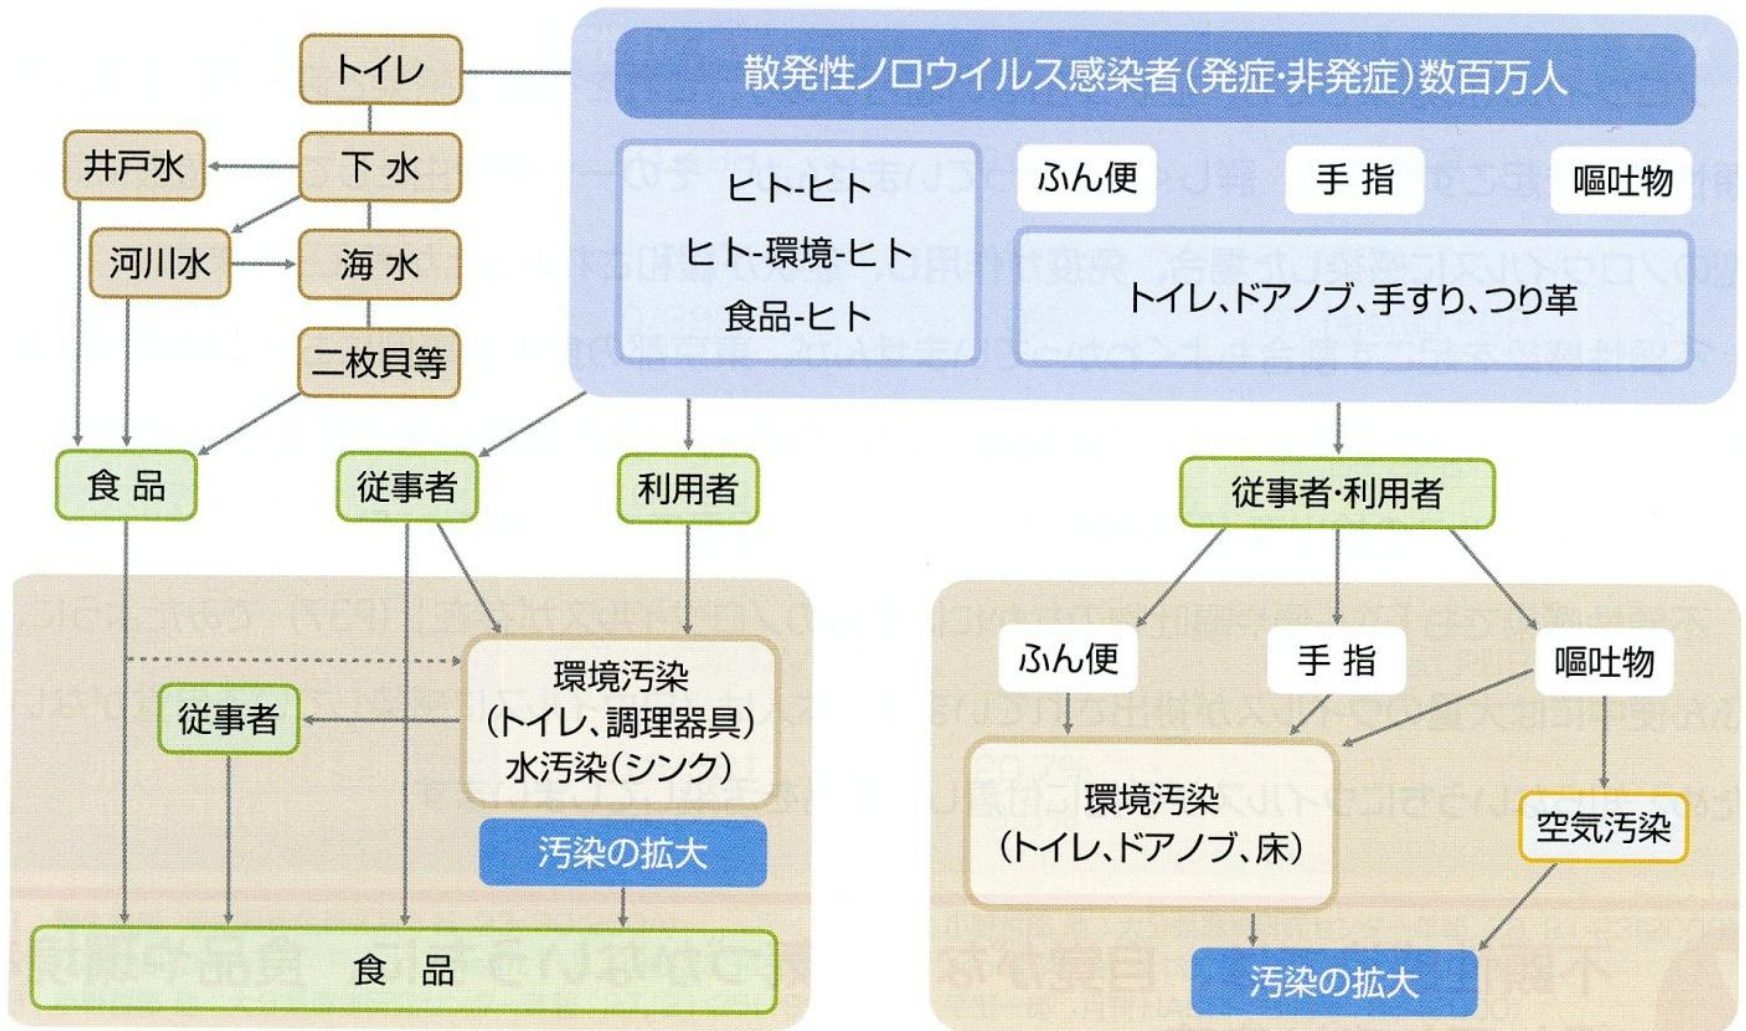 トイレ
散発性ノロウイルス感染者(発症・非発症)数百万人
井戸水
下 水
河川水
海 水
二枚貝等
ヒト-ヒト
ヒト-環境-ヒト
食品-ヒト
ふん便
手 指
嘔吐物
トイレ、ドアノブ、手すり、つり革
食 品
従事者
利用者
従事者・利用者
環境汚染
(トイレ、調理器具)
水汚染(シンク)
従事者
汚染の拡大
食 品
ふん便
手 指
嘔吐物
環境汚染
(トイレ、ドアノブ、床)
空気汚染
汚染の拡大